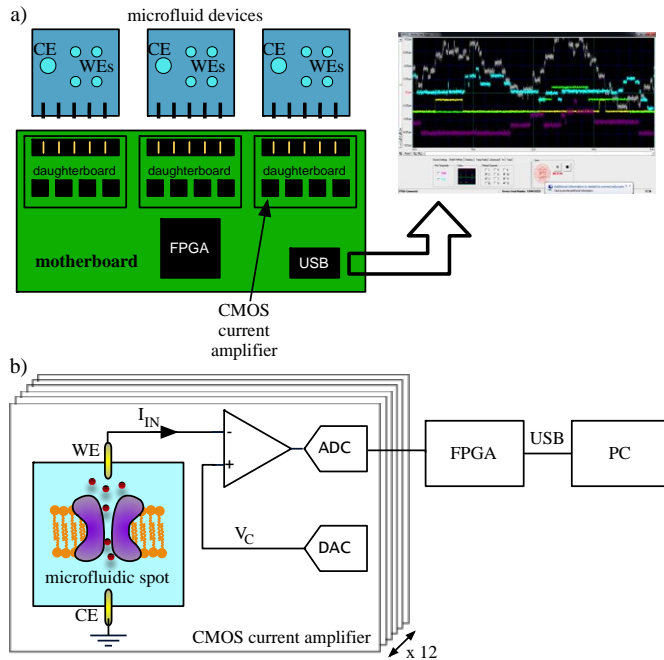 a)
microfluid devices
CE
WEs
CE
WEs
CE
WEs
daughterboard
daughterboard
daughterboard
motherboard
FPGA
USB
CMOS
current
amplifier
b)
I_IN
WE
-
+
ADC
FPGA
USB
PC
V_C
DAC
microfluidic spot
CE
CMOS current amplifier
x 12